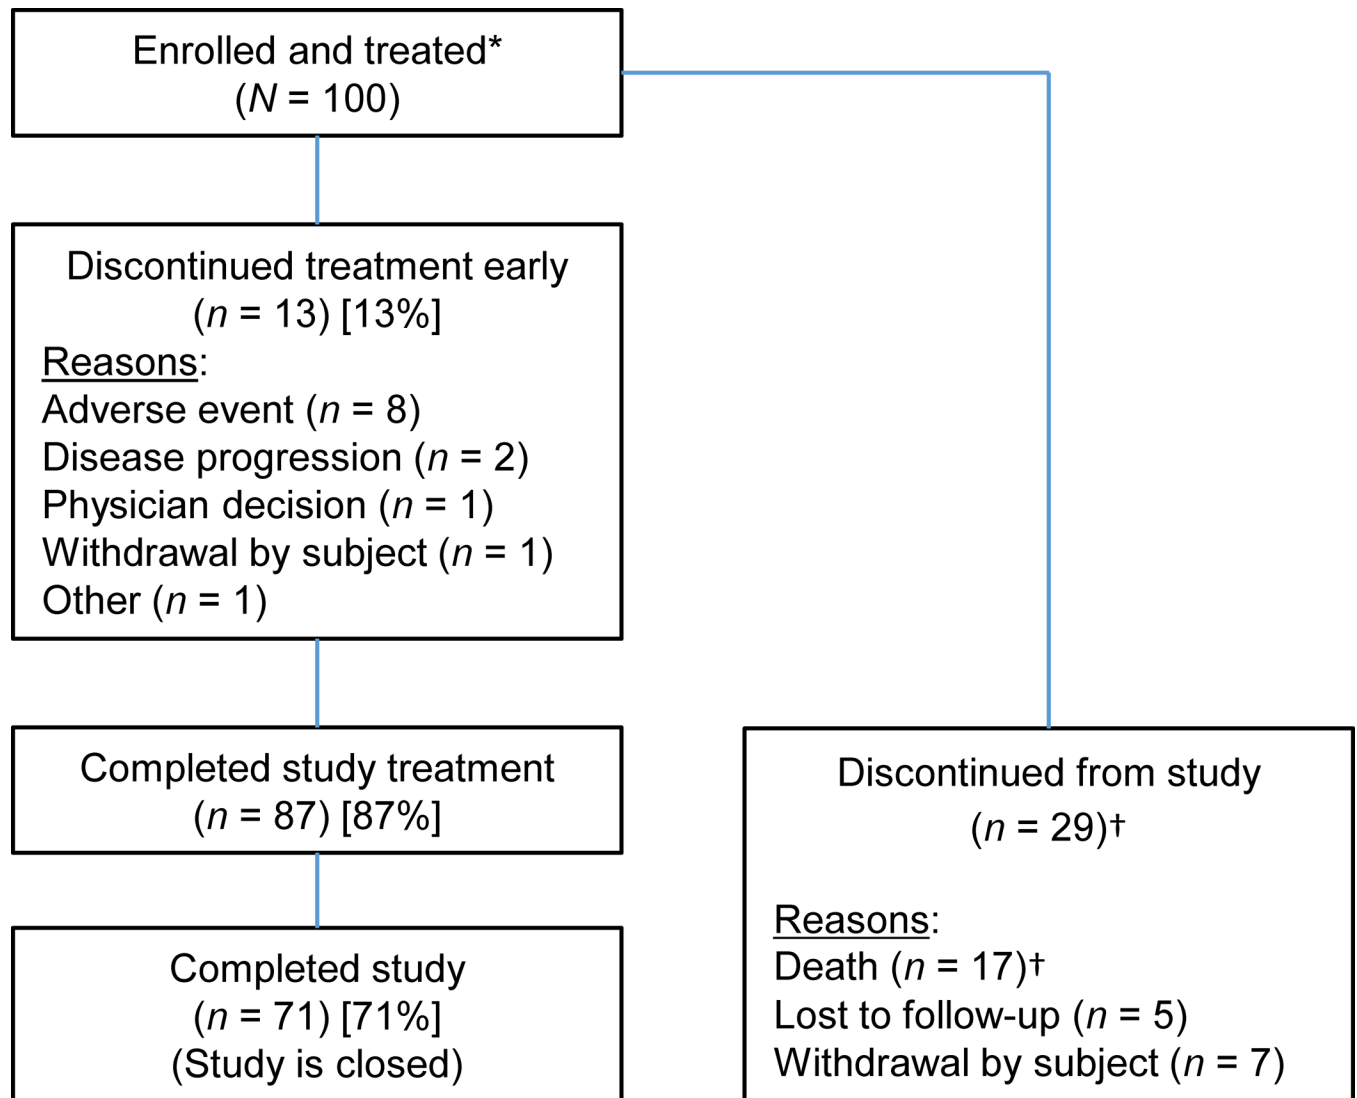 Enrolled and treated*
(N = 100)
Discontinued treatment early
(n = 13) [13%]
Reasons:
Adverse event (n = 8)
Disease progression (n = 2)
Physician decision (n = 1)
Withdrawal by subject (n = 1)
Other (n = 1)
Completed study treatment
(n = 87) [87%]
Completed study
(n = 71) [71%]
(Study is closed)
Discontinued from study
(n = 29)†
Reasons:
Death (n = 17)†
Lost to follow-up (n = 5)
Withdrawal by subject (n = 7)